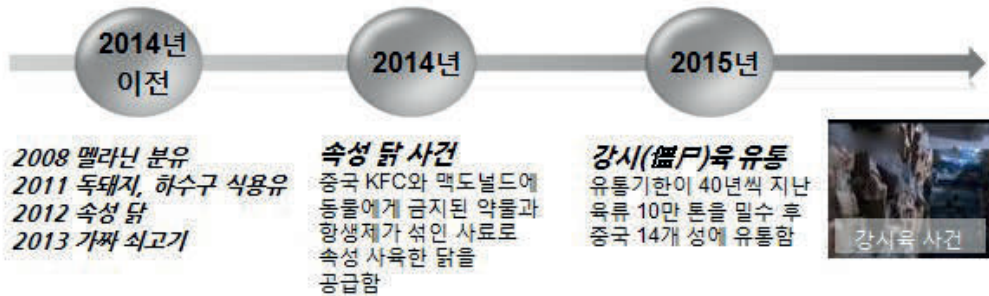 2014년
이전
2014년
2015년
2008 멜라닌 분유
2011 독돼지, 하수구 식용유
2012 속성 닭
2013 가짜 쇠고기
속성 닭 사건
중국 KFC와 맥도널드에
동물에게 금지된 약물과
항생제가 섞인 사료로
속성 사육한 닭을
공급함
강시(僵尸)육 유통
유통기한이 40년씩 지난
육류 10만 톤을 밀수 후
중국 14개 성에 유통함
강시육 사건